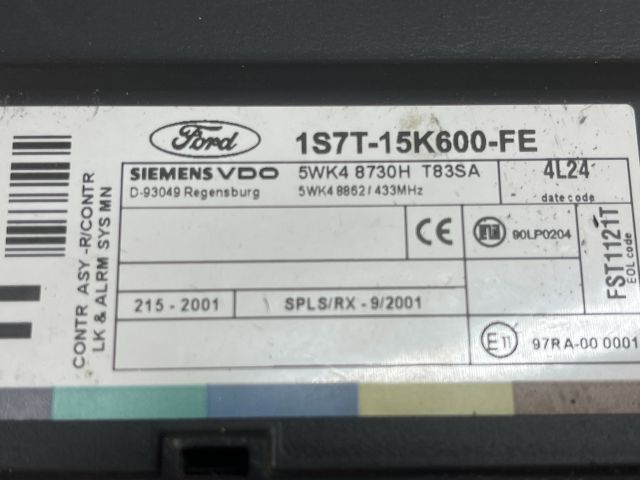 Ford
1S7T-15K600-FE
SIEMENS VDO
D-93049 Regensburg
5WK4 8730H T83SA
5WK4 8862 / 433MHz
4L24
date code
CE
90LP0204
215 - 2001
SPLS/RX - 9/2001
E11
97RA-00 0001
CONTR ASY -R/CONTR
LK & ALRM SYS MN
FST1121T
EOL code